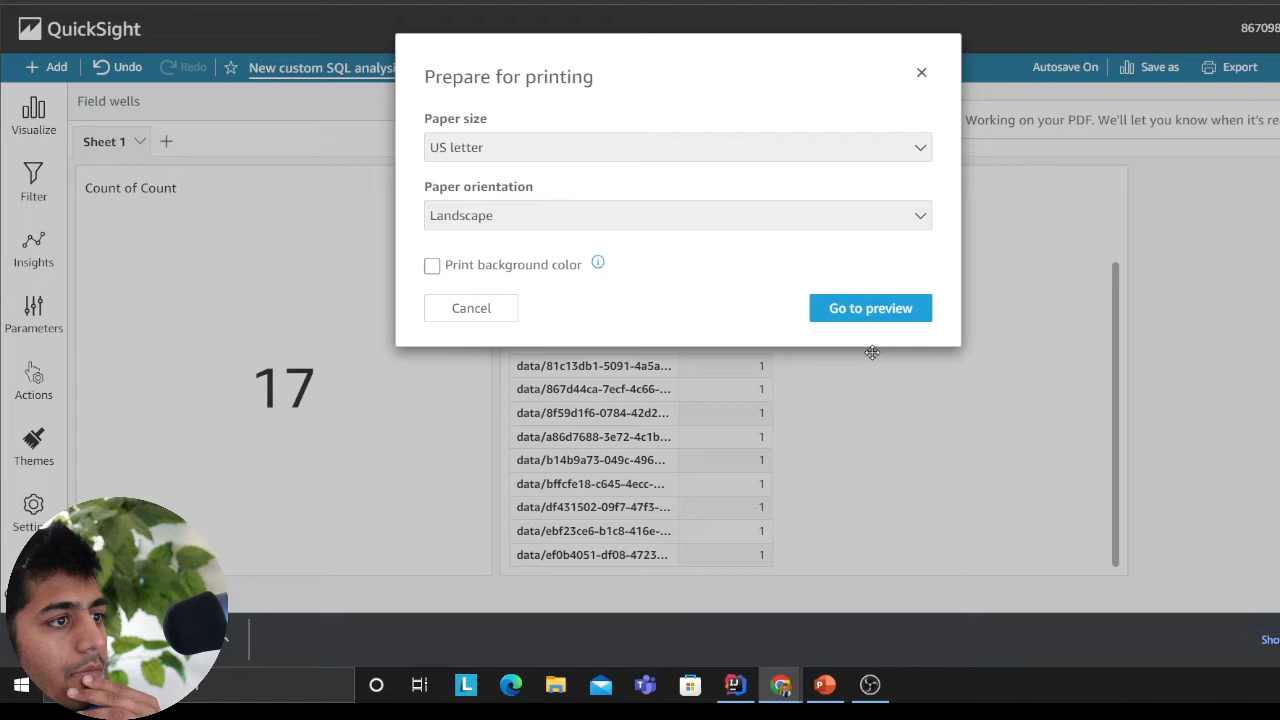 QuickSight
867098
Add
Undo
Redo
New custom SQL analysi
Autosave On
Save as
Export
Prepare for printing
Paper size
US letter
Paper orientation
Landscape
Print background color
Cancel
Go to preview
Working on your PDF. We'll let you know when it's re
Visualize
Filter
Insights
Parameters
Actions
Themes
Settin
Field wells
Sheet 1
Count of Count
17
data/81c13db1-5091-4a5a... 1
data/867d44ca-7ecf-4c66-... 1
data/8f59d1f6-0784-42d2... 1
data/a86d7688-3e72-4c1b... 1
data/b14b9a73-049c-496... 1
data/bffcfe18-c645-4ecc-... 1
data/df431502-09f7-47f3-... 1
data/ebf23ce6-b1c8-416e-... 1
data/ef0b4051-df08-4723... 1
Sho
L